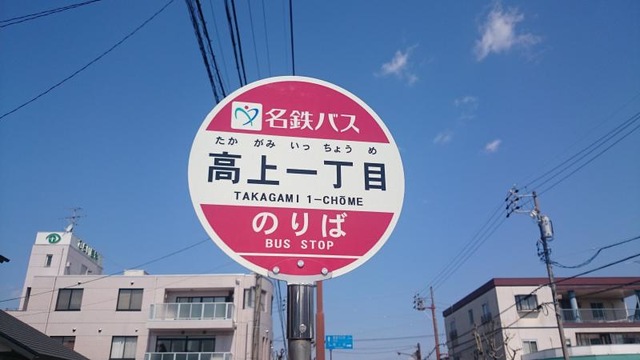 名鉄バス
たか がみ いっ ちょう め
高上一丁目
TAKAGAMI 1-CHŌME
のりば
BUS STOP